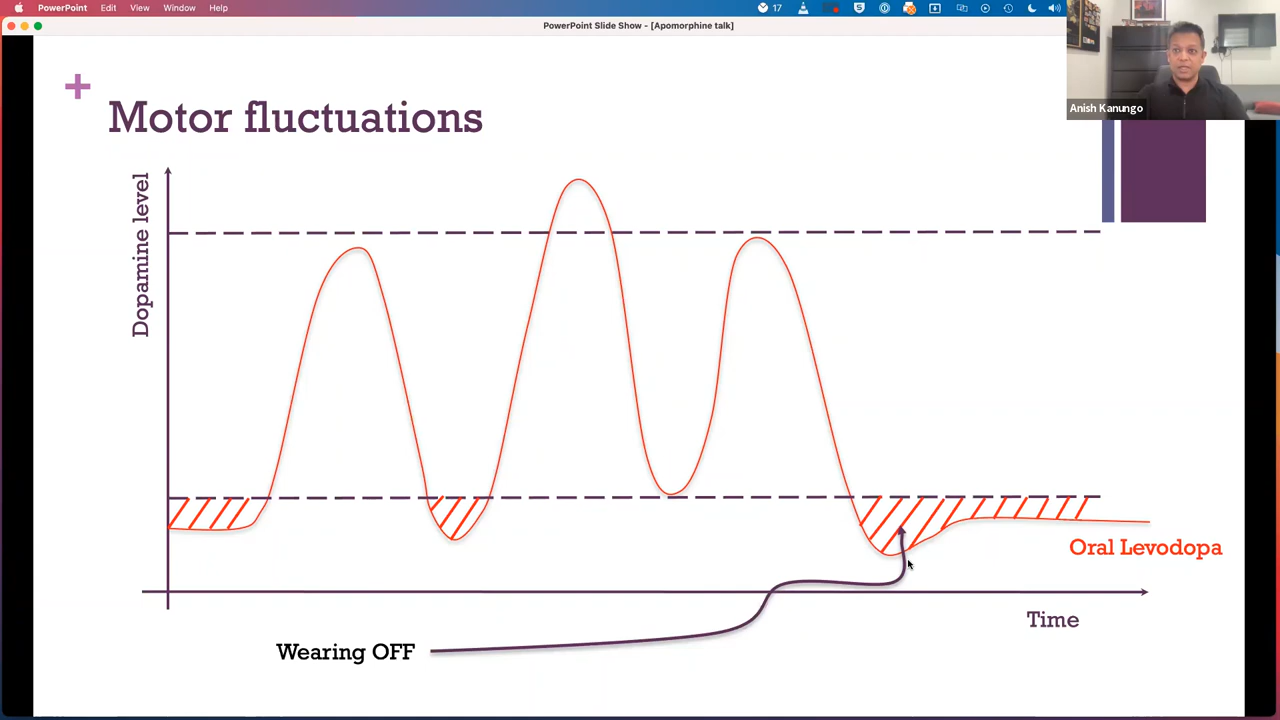 PowerPoint Edit View Window Help 17
PowerPoint Slide Show - [Apomorphine talk]
Anish Kanungo
+
Motor fluctuations
Dopamine level
Oral Levodopa
Time
Wearing OFF